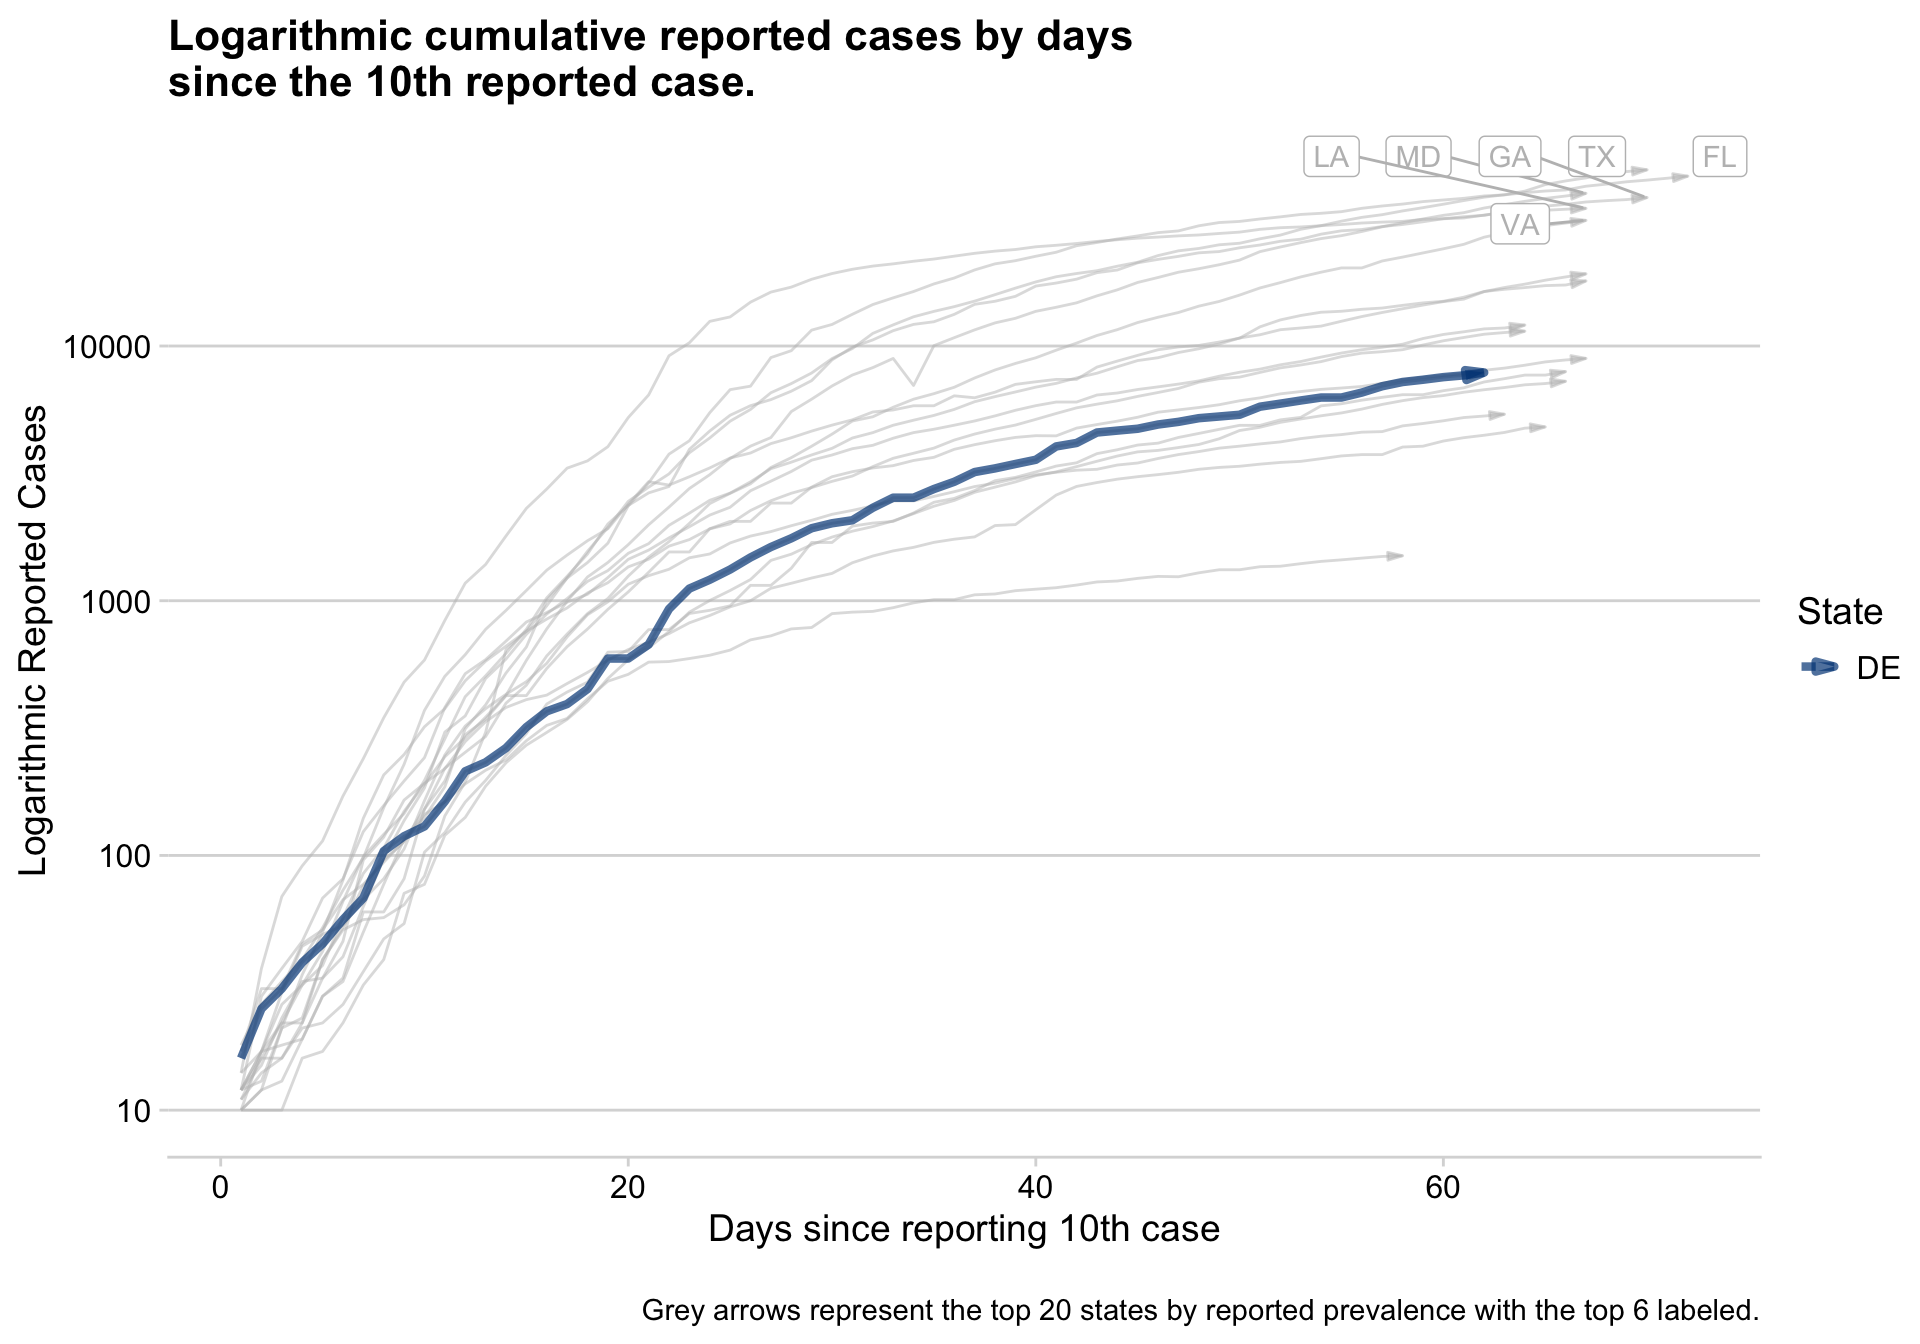 Logarithmic cumulative reported cases by days
since the 10th reported case.
LA MD GA TX FL
VA
10000
1000
100
10
Logarithmic Reported Cases
State
DE
0 20 40 60
Days since reporting 10th case
Grey arrows represent the top 20 states by reported prevalence with the top 6 labeled.